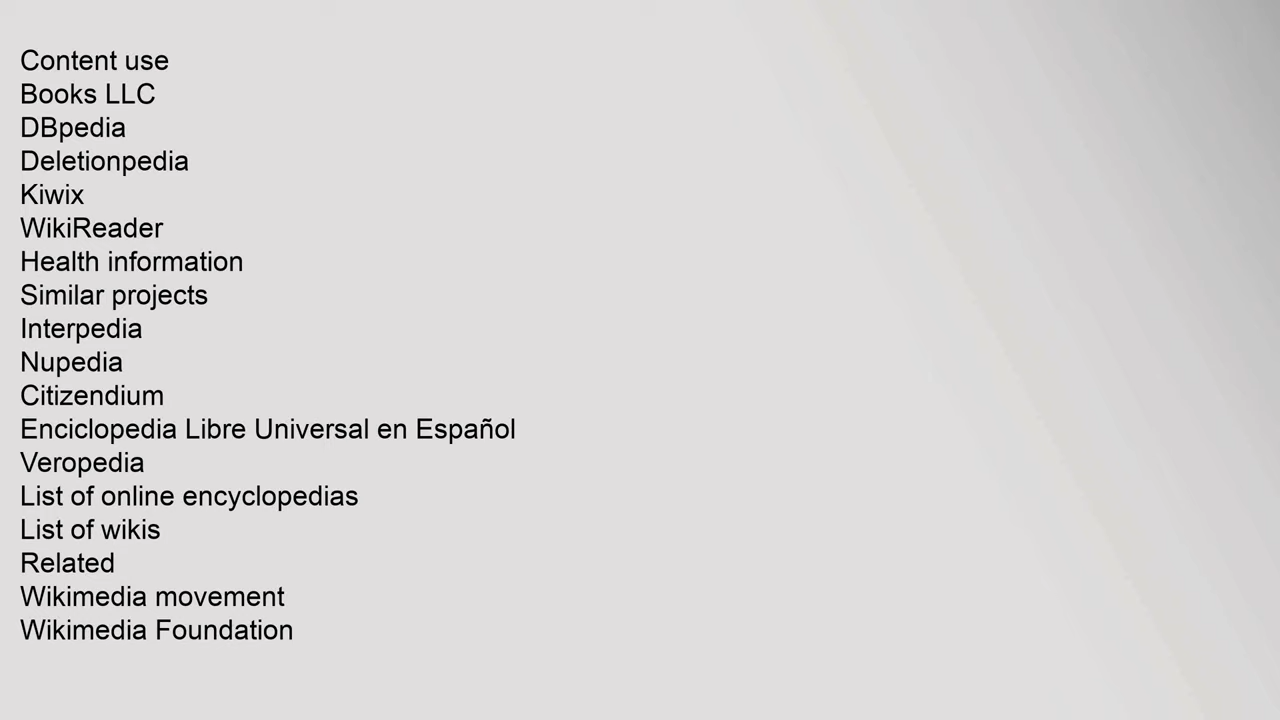 Content use
Books LLC
DBpedia
Deletionpedia
Kiwix
WikiReader
Health information
Similar projects
Interpedia
Nupedia
Citizendium
Enciclopedia Libre Universal en Español
Veropedia
List of online encyclopedias
List of wikis
Related
Wikimedia movement
Wikimedia Foundation